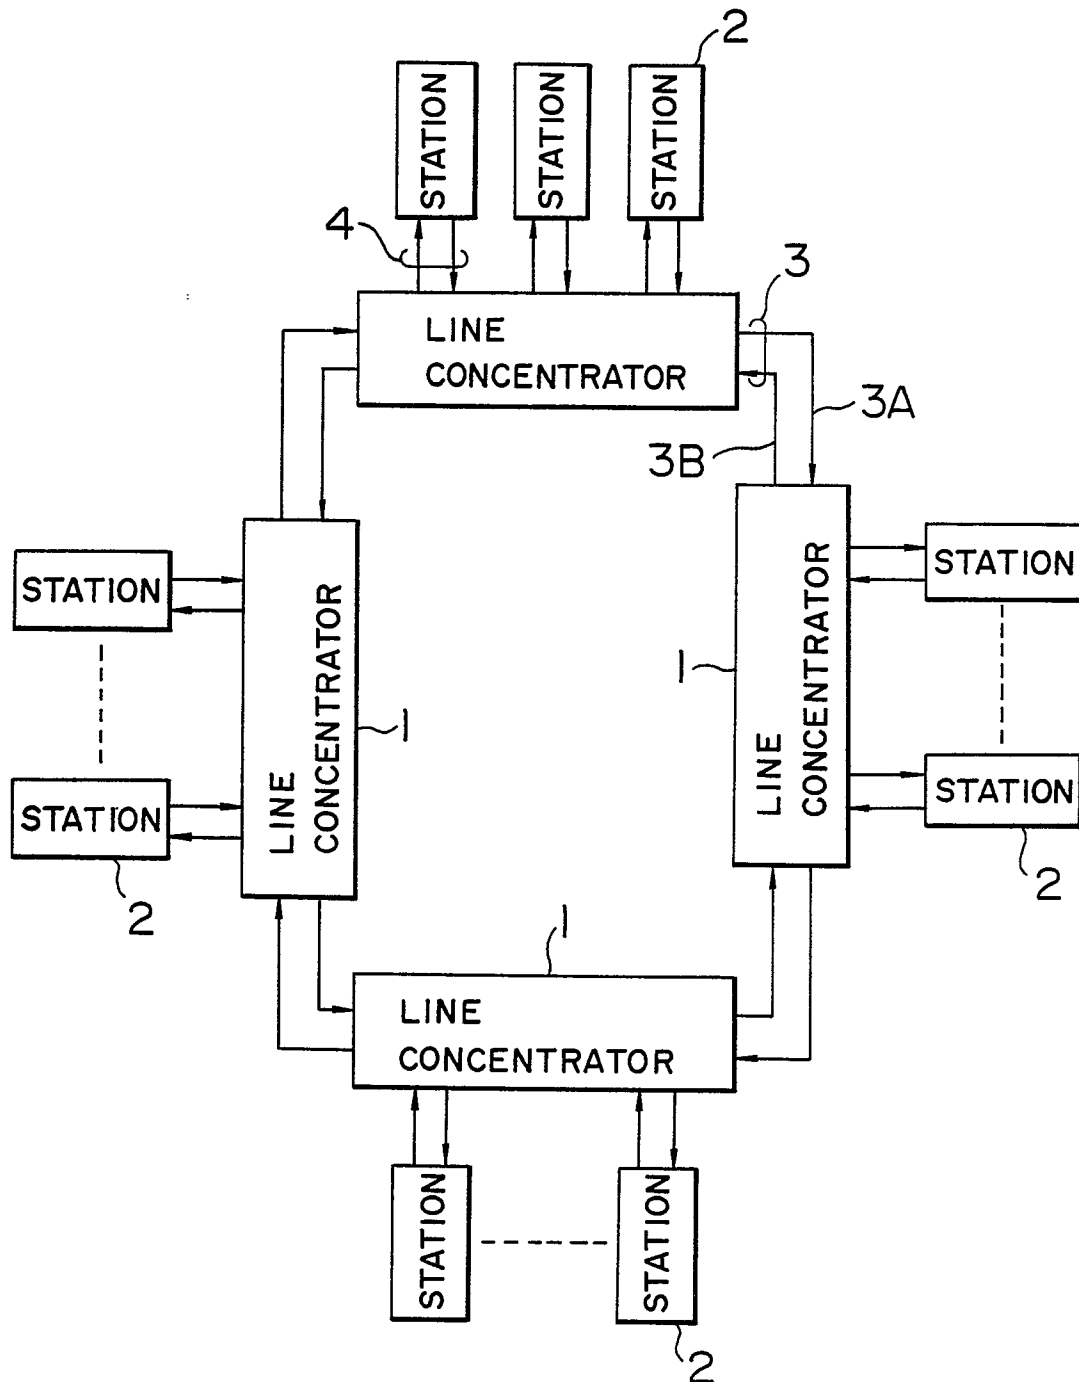 2
STATION
STATION
STATION
4
3
LINE
CONCENTRATOR
3A
3B
STATION
STATION
LINE
CONCENTRATOR
1
1
LINE
CONCENTRATOR
STATION
STATION
2
2
1
LINE
CONCENTRATOR
STATION
STATION
2